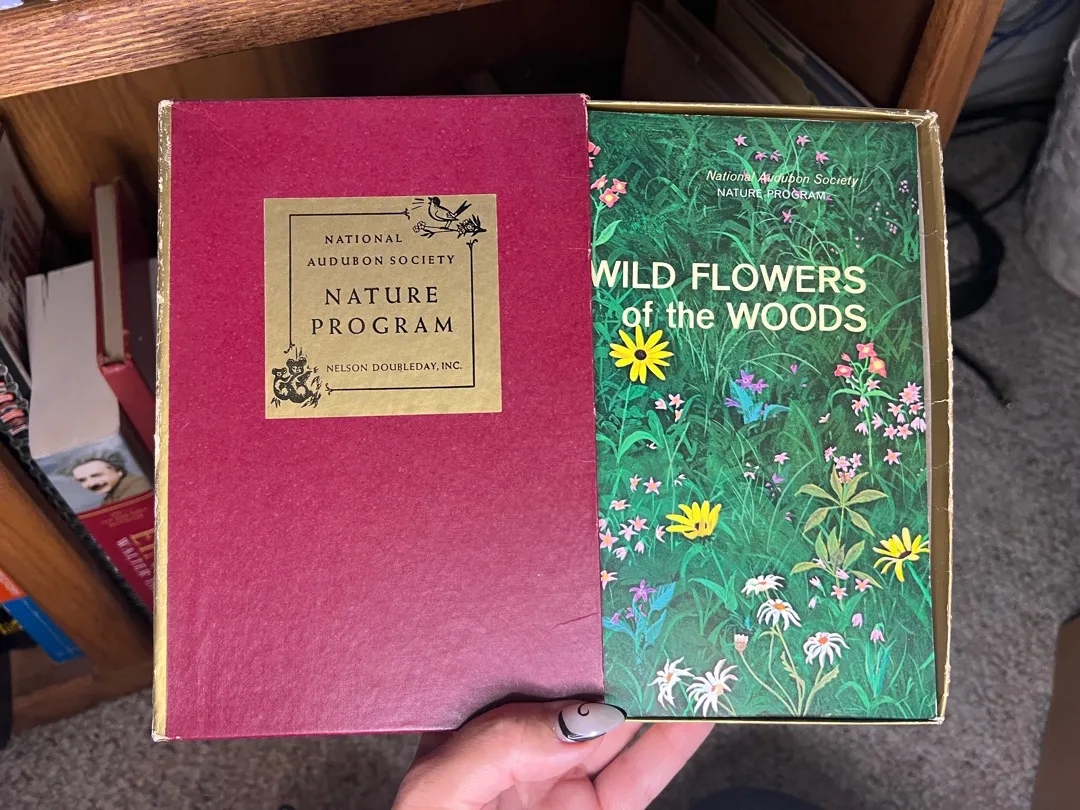 NATIONAL
AUDUBON SOCIETY
NATURE
PROGRAM
NELSON DOUBLEDAY, INC.
National Audubon Society
NATURE PROGRAM
WILD FLOWERS
of the WOODS